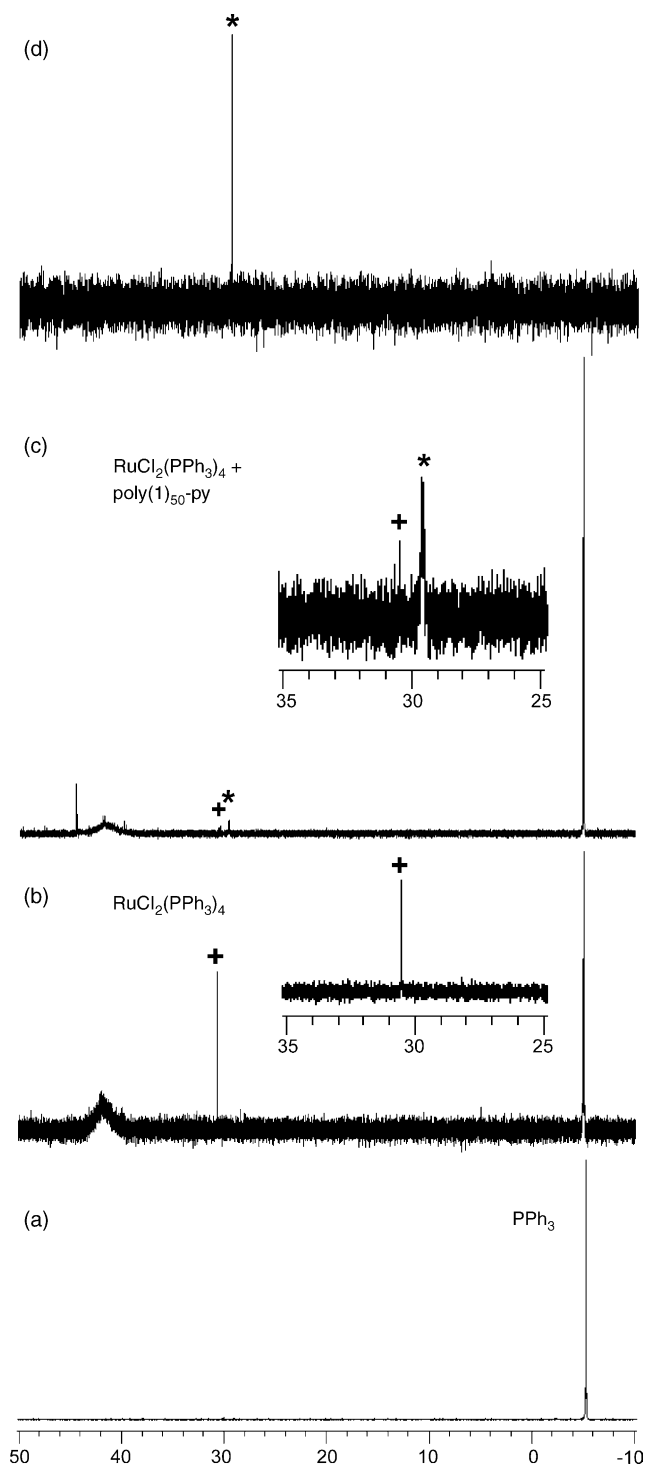 (d)
*
(c)
RuCl₂(PPh₃)₄ +
poly(1)₅₀-py
*
+
35 30 25
+ *
(b)
RuCl₂(PPh₃)₄
+
+
35 30 25
(a)
PPh₃
50 40 30 20 10 0 -10